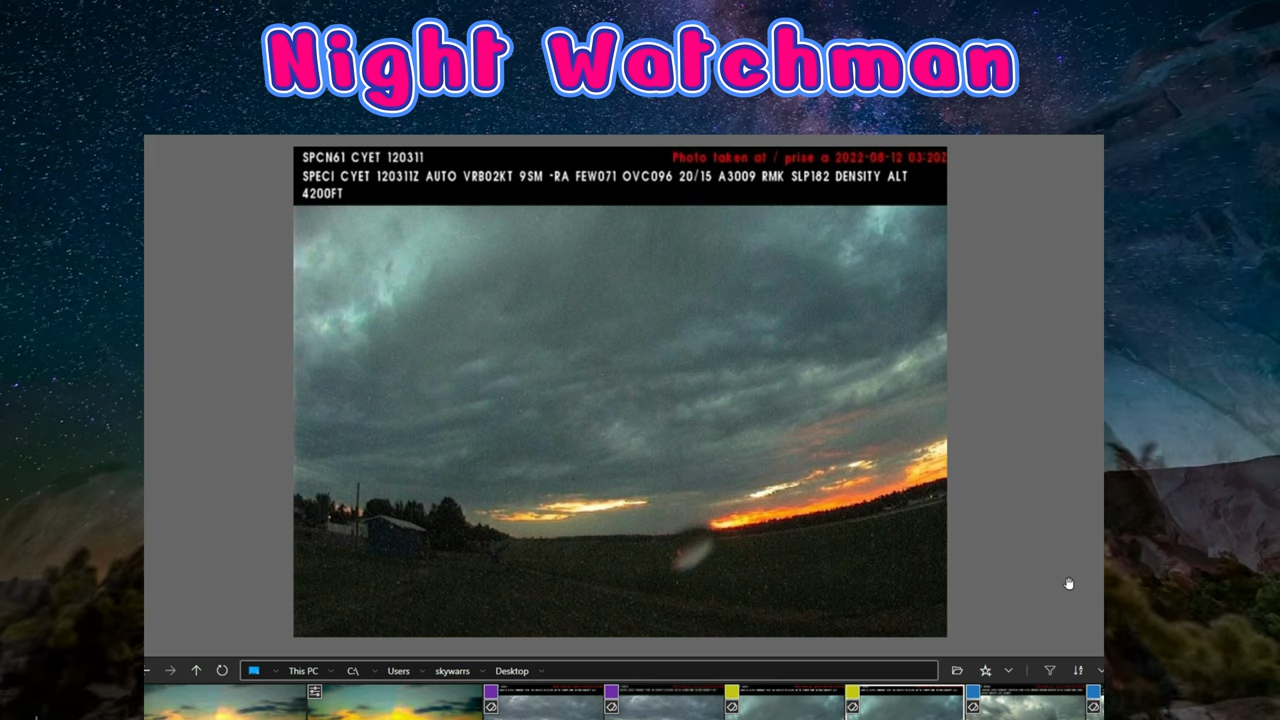 Night Watchman
SPCN61 CYET 120311
Photo taken at / prise a 2022-08-12 03:20Z
SPECI CYET 120311Z AUTO VRB02KT 9SM -RA FEW071 OVC096 20/15 A3009 RMK SLP182 DENSITY ALT
4200FT
This PC
C:\
Users
skywarrs
Desktop